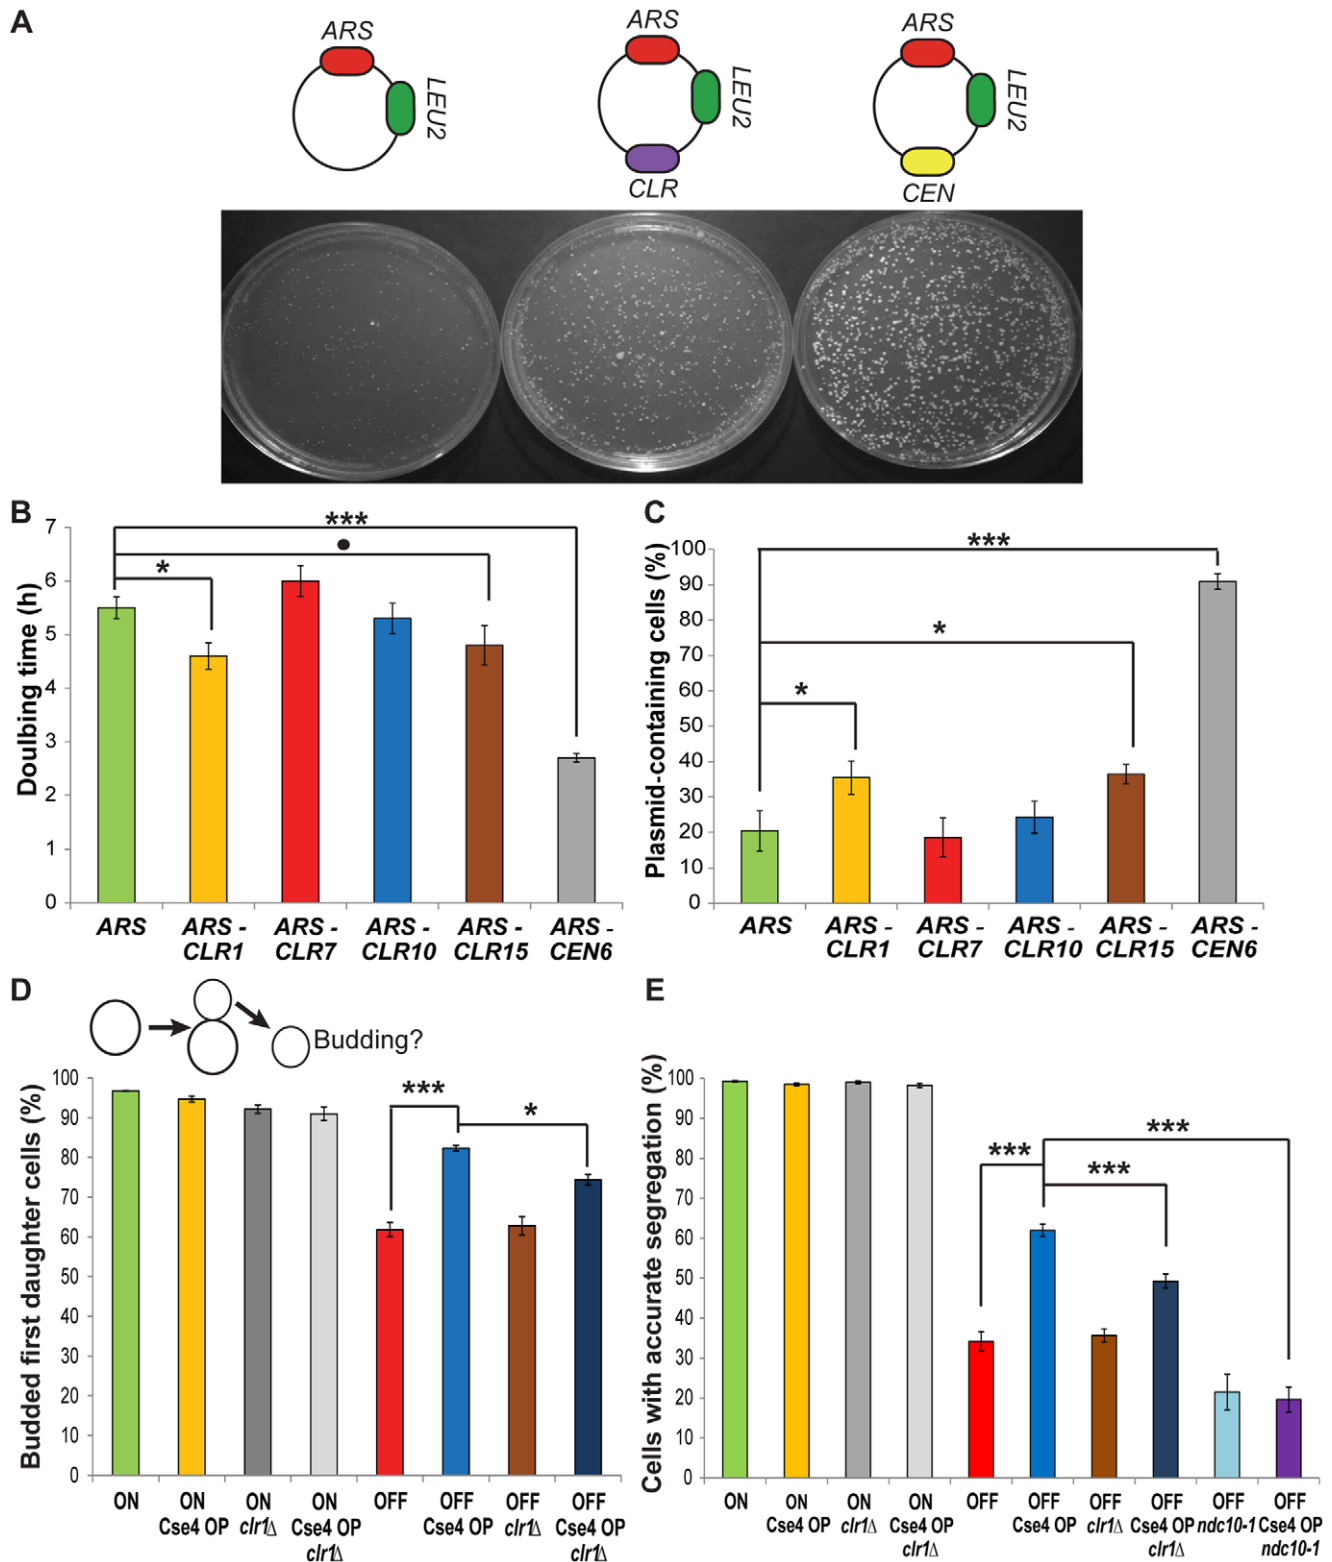 A
ARS
LEU2
ARS
LEU2
CLR
ARS
LEU2
CEN
B
Doulbing time (h)
7
6
5
4
3
2
1
0
***
●
*
ARS
ARS - CLR1
ARS - CLR7
ARS - CLR10
ARS - CLR15
ARS - CEN6
C
Plasmid-containing cells (%)
100
90
80
70
60
50
40
30
20
10
0
***
*
*
ARS
ARS - CLR1
ARS - CLR7
ARS - CLR10
ARS - CLR15
ARS - CEN6
D
Budding?
Budded first daughter cells (%)
100
90
80
70
60
50
40
30
20
10
0
***
*
ON
ON Cse4 OP
ON clr1Δ
ON Cse4 OP clr1Δ
OFF
OFF Cse4 OP
OFF clr1Δ
OFF Cse4 OP clr1Δ
E
Cells with accurate segregation (%)
100
90
80
70
60
50
40
30
20
10
0
***
***
***
ON
ON Cse4 OP
ON clr1Δ
ON Cse4 OP clr1Δ
OFF
OFF Cse4 OP
OFF clr1Δ
OFF Cse4 OP clr1Δ
OFF ndc10-1
OFF Cse4 OP ndc10-1